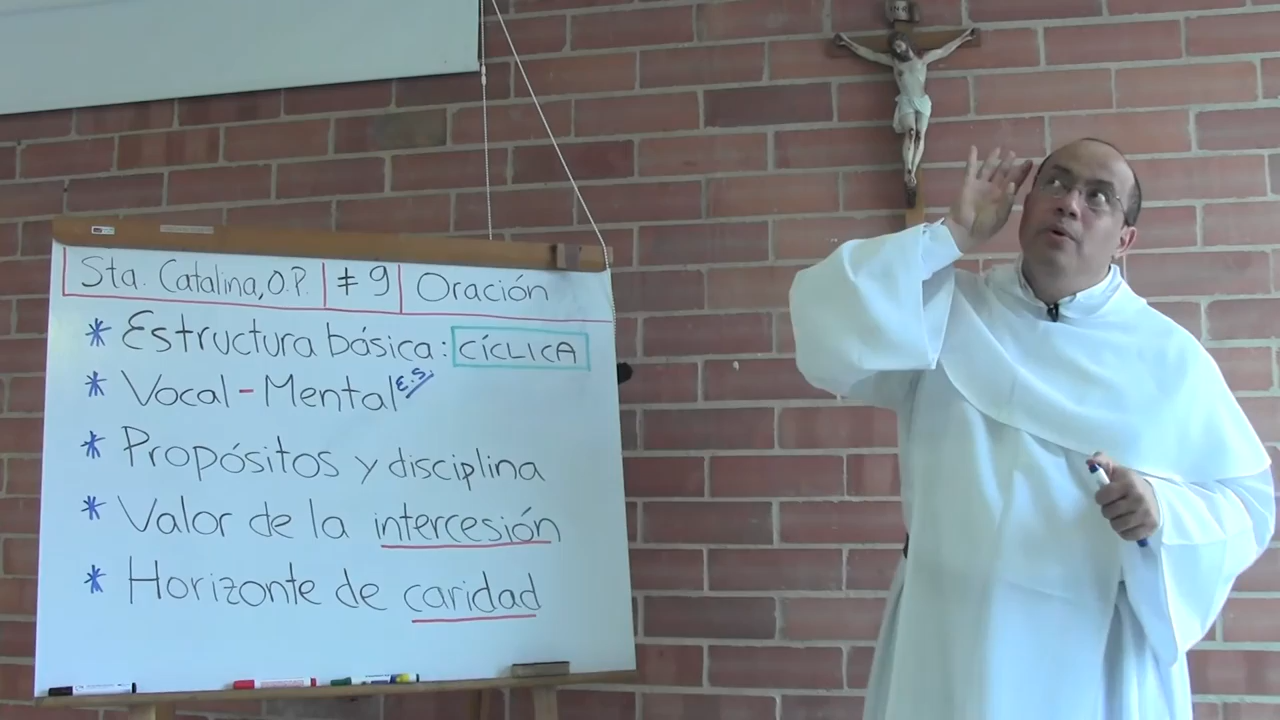 Sta. Catalina, O.P. # 9 Oración
* Estructura básica: CÍCLICA
* Vocal - Mental E.S.
* Propósitos y disciplina
* Valor de la intercesión
* Horizonte de caridad